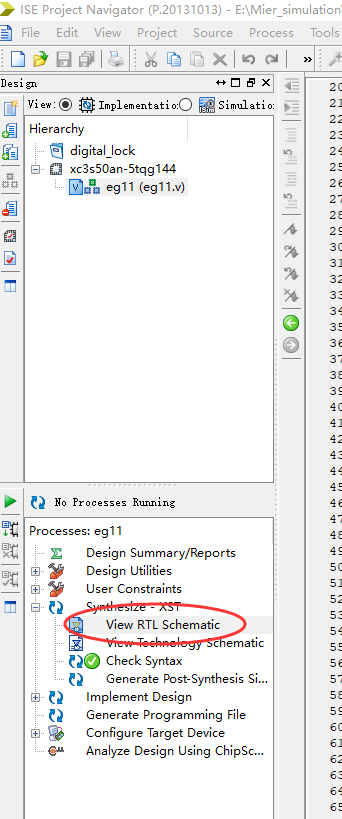 ISE Project Navigator (P.20131013) - E:\Mier_simulation\
File Edit View Project Source Process Tools
Design
View: Implementatio Simulatio
Hierarchy
digital_lock
xc3s50an-5tqg144
eg11 (eg11.v)
No Processes Running
Processes: eg11
Design Summary/Reports
Design Utilities
User Constraints
Synthesize - XST
View RTL Schematic
View Technology Schematic
Check Syntax
Generate Post-Synthesis Si...
Implement Design
Generate Programming File
Configure Target Device
Analyze Design Using ChipSc...
20
21
22
23
24
25
26
27
28
29
30
31
32
33
34
35
36
37
38
39
40
41
42
43
44
45
46
47
48
49
50
51
52
53
54
55
56
57
58
59
60
61
62
63
64
65